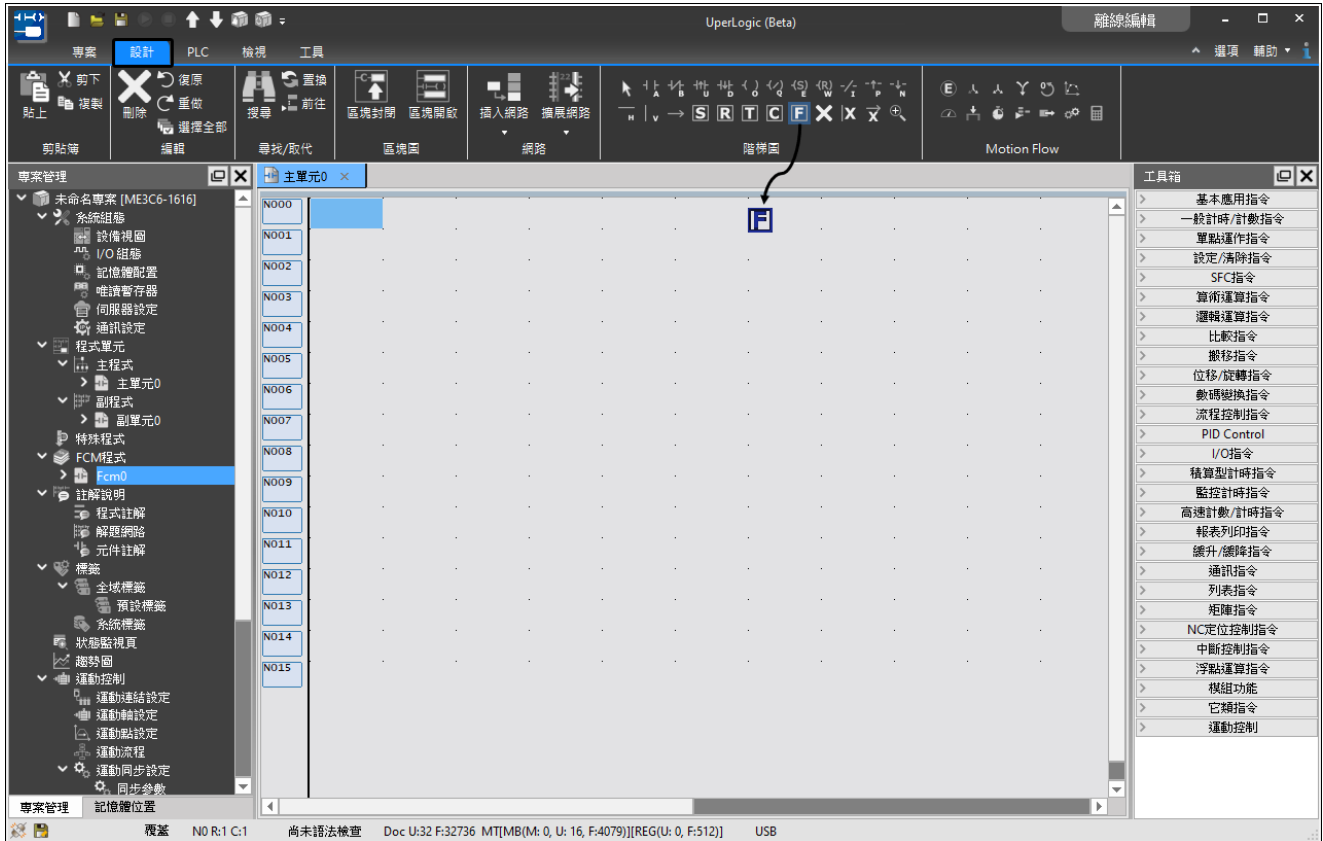 UperLogic (Beta)
離線編輯
專案
設計
PLC
檢視
工具
選項
輔助
貼上
剪下
複製
剪貼簿
刪除
復原
重做
選擇全部
編輯
搜尋
置換
前往
尋找/取代
區塊封閉
區塊開啟
區塊圖
插入網路
擴展網路
網路
S R T C F
階梯圖
Motion Flow
專案管理
未命名專案 [ME3C6-1616]
系統組態
設備視圖
I/O 組態
記憶體配置
唯讀暫存器
伺服器設定
通訊設定
程式單元
主程式
主單元0
副程式
副單元0
特殊程式
FCM程式
Fcm0
註解說明
程式註解
解題網路
元件註解
標籤
全域標籤
預設標籤
系統標籤
狀態監視頁
趨勢圖
運動控制
運動連結設定
運動軸設定
運動點設定
運動流程
運動同步設定
同步參數
專案管理
記憶體位置
主單元0
F
N000
N001
N002
N003
N004
N005
N006
N007
N008
N009
N010
N011
N012
N013
N014
N015
工具箱
基本應用指令
一般計時/計數指令
單點運作指令
設定/清除指令
SFC指令
算術運算指令
邏輯運算指令
比較指令
搬移指令
位移/旋轉指令
數碼變換指令
流程控制指令
PID Control
I/O指令
積算型計時指令
監控計時指令
高速計數/計時指令
報表列印指令
緩升/緩降指令
通訊指令
列表指令
矩陣指令
NC定位控制指令
中斷控制指令
浮點運算指令
模組功能
它類指令
運動控制
覆蓋
N0 R:1 C:1
尚未語法檢查
Doc U:32 F:32736 MT[MB(M: 0, U: 16, F:4079)][REG(U: 0, F:512)]
USB